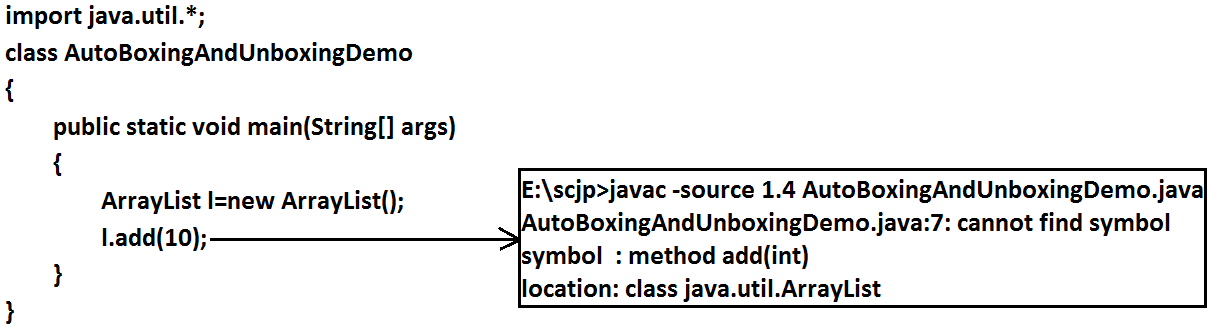 import java.util.*;
class AutoBoxingAndUnboxingDemo
{
public static void main(String[] args)
{
ArrayList l=new ArrayList();
l.add(10);
}
}
E:\scjp>javac -source 1.4 AutoBoxingAndUnboxingDemo.java
AutoBoxingAndUnboxingDemo.java:7: cannot find symbol
symbol : method add(int)
location: class java.util.ArrayList